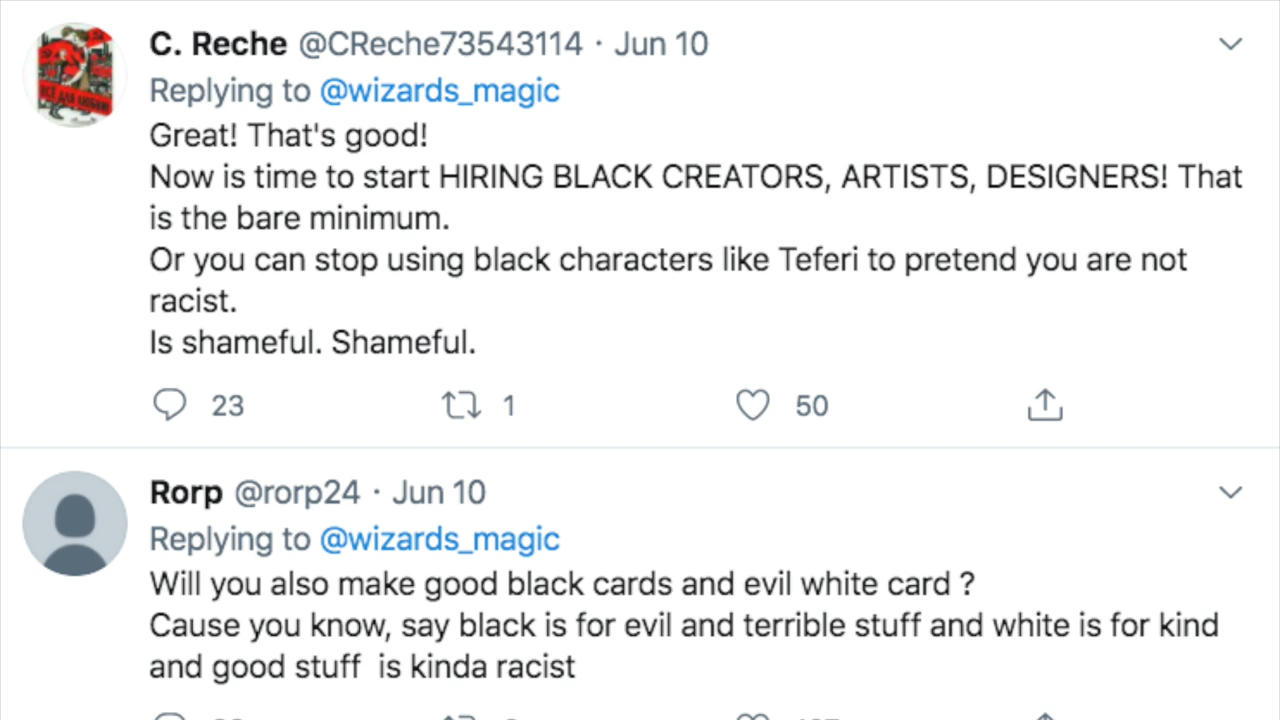 C. Reche @CReche73543114 · Jun 10
Replying to @wizards_magic
Great! That's good!
Now is time to start HIRING BLACK CREATORS, ARTISTS, DESIGNERS! That
is the bare minimum.
Or you can stop using black characters like Teferi to pretend you are not
racist.
Is shameful. Shameful.
23 1 50
Rorp @rorp24 · Jun 10
Replying to @wizards_magic
Will you also make good black cards and evil white card ?
Cause you know, say black is for evil and terrible stuff and white is for kind
and good stuff  is kinda racist